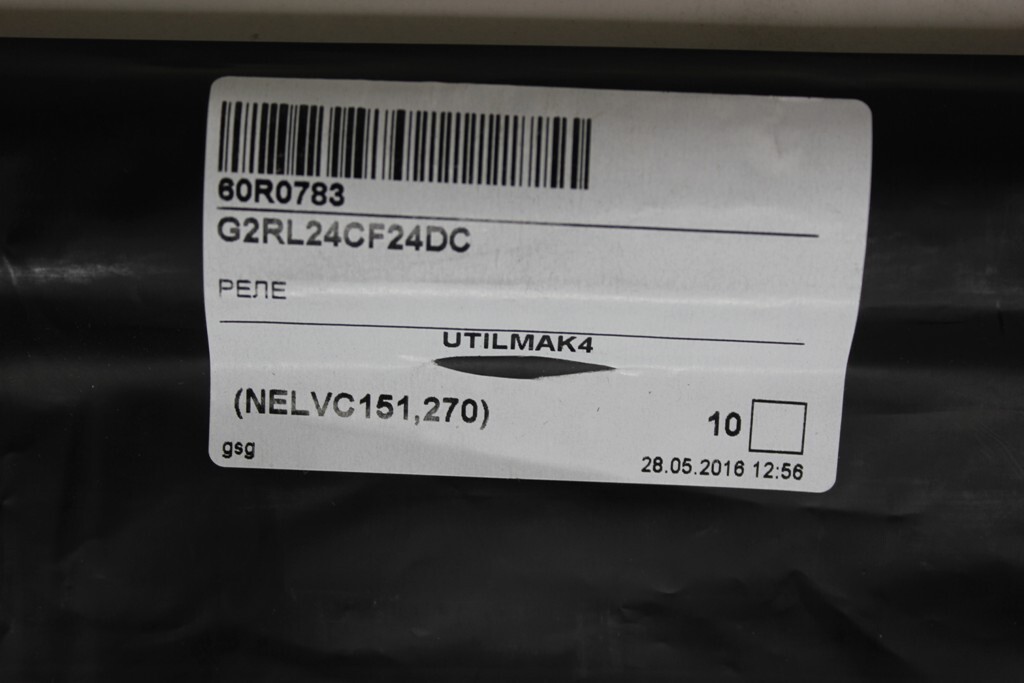 60R0783
G2RL24CF24DC
РЕЛЕ
UTILMAK4
(NELVC151,270)
10
gsg
28.05.2016 12:56